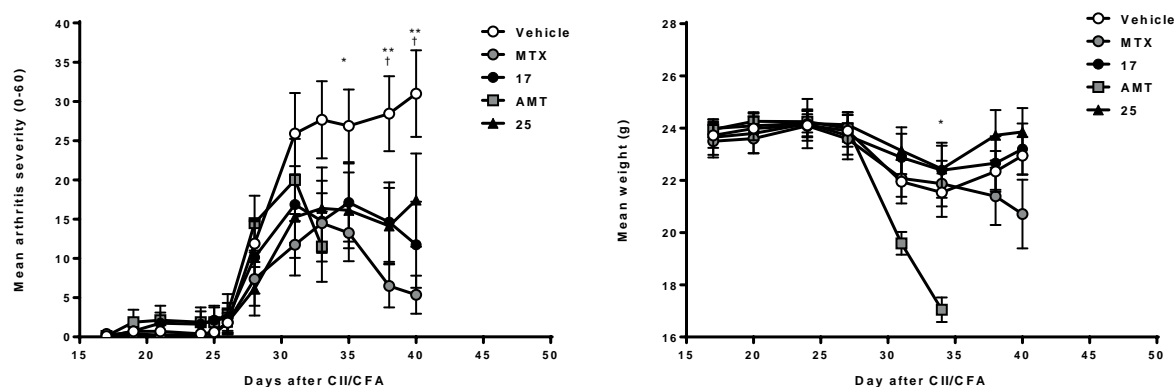 40
35
30
25
20
15
10
5
0
Mean arthritis severity (0-60)
15 20 25 30 35 40 45 50
Days after CII/CFA
*
**
†
**
†
Vehicle
MTX
17
AMT
25
28
26
24
22
20
18
16
Mean weight (g)
15 20 25 30 35 40 45 50
Day after CII/CFA
*
Vehicle
MTX
17
AMT
25